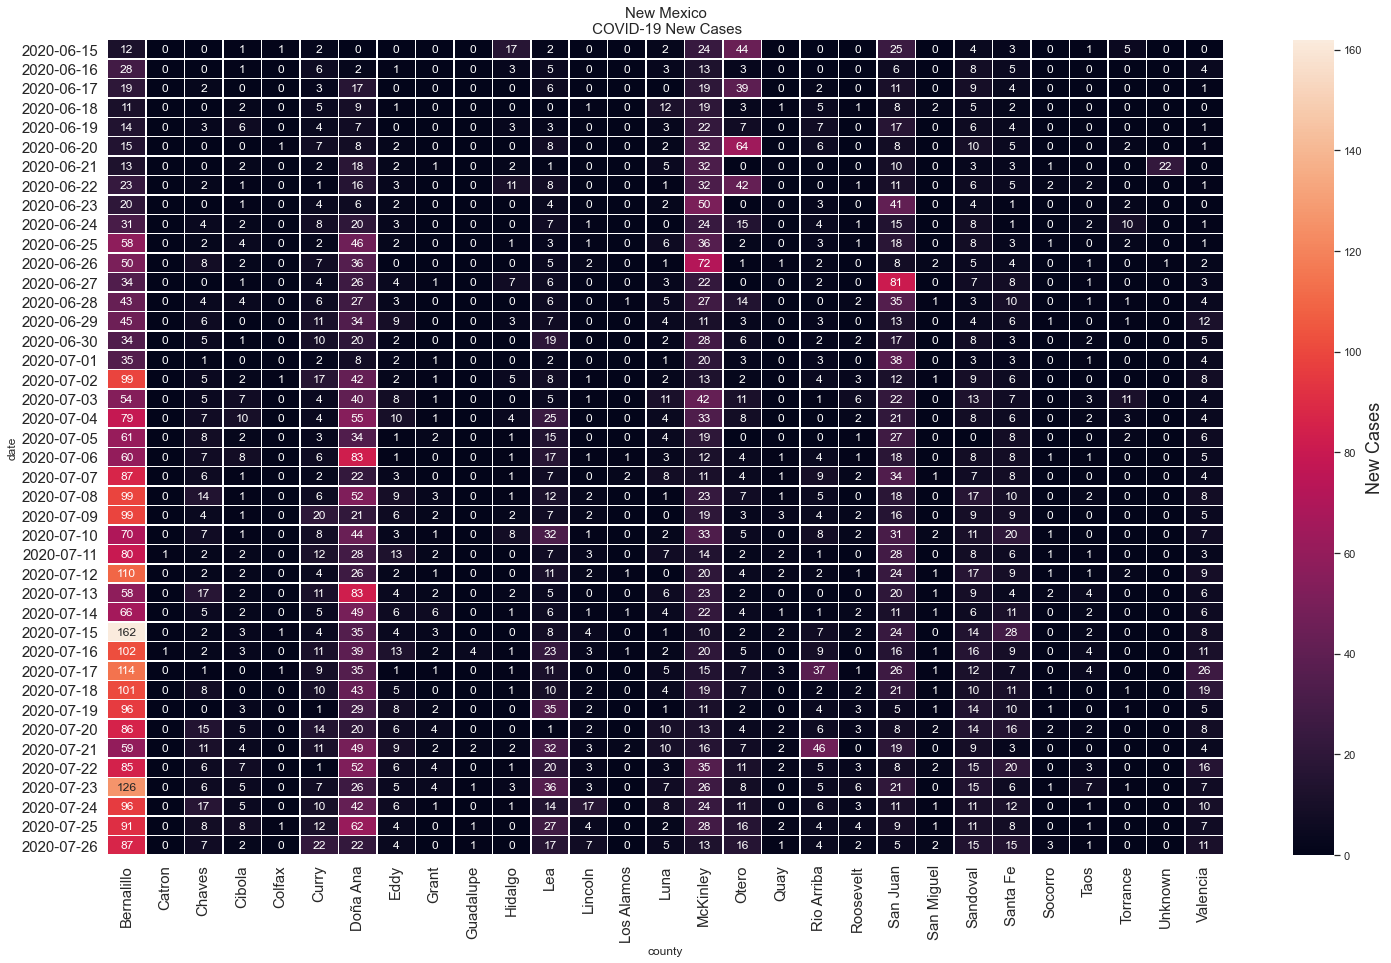 New Mexico
COVID-19 New Cases
2020-06-15 12 0 0 1 1 2 0 0 0 0 17 2 0 0 2 24 44 0 0 0 25 0 4 3 0 1 5 0 0
2020-06-16 28 0 0 1 0 6 2 1 0 0 3 5 0 0 3 13 3 0 0 0 6 0 8 5 0 0 0 0 4
2020-06-17 19 0 2 0 0 3 17 0 0 0 0 6 0 0 0 19 39 0 2 0 11 0 9 4 0 0 0 0 1
2020-06-18 11 0 0 2 0 5 9 1 0 0 0 0 1 0 12 19 3 1 5 1 8 2 5 2 0 0 0 0 0
2020-06-19 14 0 3 6 0 4 7 0 0 0 3 3 0 0 3 22 7 0 7 0 17 0 6 4 0 0 0 0 1
2020-06-20 15 0 0 0 1 7 8 2 0 0 0 8 0 0 2 32 64 0 6 0 8 0 10 5 0 0 2 0 1
2020-06-21 13 0 0 2 0 2 18 2 1 0 2 1 0 0 5 32 0 0 0 0 10 0 3 3 1 0 0 22 0
2020-06-22 23 0 2 1 0 1 16 3 0 0 11 8 0 0 1 32 42 0 0 1 11 0 6 5 2 2 0 0 1
2020-06-23 20 0 0 1 0 4 6 2 0 0 0 4 0 0 2 50 0 0 3 0 41 0 4 1 0 0 2 0 0
2020-06-24 31 0 4 2 0 8 20 3 0 0 0 7 1 0 0 24 15 0 4 1 15 0 8 1 0 2 10 0 1
2020-06-25 58 0 2 4 0 2 46 2 0 0 1 3 1 0 6 36 2 0 3 1 18 0 8 3 1 0 2 0 1
2020-06-26 50 0 8 2 0 7 36 0 0 0 0 5 2 0 1 72 1 1 2 0 8 2 5 4 0 1 0 1 2
2020-06-27 34 0 0 1 0 4 26 4 1 0 7 6 0 0 3 22 0 0 2 0 81 0 7 8 0 1 0 0 3
2020-06-28 43 0 4 4 0 6 27 3 0 0 0 6 0 1 5 27 14 0 0 2 35 1 3 10 0 1 1 0 4
2020-06-29 45 0 6 0 0 11 34 9 0 0 3 7 0 0 4 11 3 0 3 0 13 0 4 6 1 0 1 0 12
2020-06-30 34 0 5 1 0 10 20 2 0 0 0 19 0 0 2 28 6 0 2 2 17 0 8 3 0 2 0 0 5
2020-07-01 35 0 1 0 0 2 8 2 1 0 0 2 0 0 1 20 3 0 3 0 38 0 3 3 0 1 0 0 4
2020-07-02 99 0 5 2 1 17 42 2 1 0 5 8 1 0 2 13 2 0 4 3 12 1 9 6 0 0 0 0 8
2020-07-03 54 0 5 7 0 4 40 8 1 0 0 5 1 0 11 42 11 0 1 6 22 0 13 7 0 3 11 0 4
2020-07-04 79 0 7 10 0 4 55 10 1 0 4 25 0 0 4 33 8 0 0 2 21 0 8 6 0 2 3 0 4
2020-07-05 61 0 8 2 0 3 34 1 2 0 1 15 0 0 4 19 0 0 0 1 27 0 0 8 0 0 2 0 6
2020-07-06 60 0 7 8 0 6 83 1 0 0 1 17 1 1 3 12 4 1 4 1 18 0 8 8 1 1 0 0 5
2020-07-07 87 0 6 1 0 2 22 3 0 0 1 7 0 2 8 11 4 1 9 2 34 1 7 8 0 0 0 0 4
2020-07-08 99 0 14 1 0 6 52 9 3 0 1 12 2 0 1 23 7 1 5 0 18 0 17 10 0 2 0 0 8
2020-07-09 99 0 4 1 0 20 21 6 2 0 2 7 2 0 0 19 3 3 4 2 16 0 9 9 0 0 0 0 5
2020-07-10 70 0 7 1 0 8 44 3 1 0 8 32 1 0 2 33 5 0 8 2 31 2 11 20 1 0 0 0 7
2020-07-11 80 1 2 2 0 12 28 13 2 0 0 7 3 0 7 14 2 2 1 0 28 0 8 6 1 1 0 0 3
2020-07-12 110 0 2 2 0 4 26 2 1 0 0 11 2 1 0 20 4 2 2 1 24 1 17 9 1 1 2 0 9
2020-07-13 58 0 17 2 0 11 83 4 2 0 2 5 0 0 6 23 2 0 0 0 20 1 9 4 2 4 0 0 6
2020-07-14 66 0 5 2 0 5 49 6 6 0 1 6 1 1 4 22 4 1 1 2 11 1 6 11 0 2 0 0 6
2020-07-15 162 0 2 3 1 4 35 4 3 0 0 8 4 0 1 10 2 2 7 2 24 0 14 28 0 2 0 0 8
2020-07-16 102 1 2 3 0 11 39 13 2 4 1 23 3 1 2 20 5 0 9 0 16 1 16 9 0 4 0 0 11
2020-07-17 114 0 1 0 1 9 35 1 1 0 1 11 0 0 5 15 7 3 37 1 26 1 12 7 0 4 0 0 26
2020-07-18 101 0 8 0 0 10 43 5 0 0 1 10 2 0 4 19 7 0 2 2 21 1 10 11 1 0 1 0 19
2020-07-19 96 0 0 3 0 1 29 8 2 0 0 35 2 0 1 11 2 0 4 3 5 1 14 10 1 0 1 0 5
2020-07-20 86 0 15 5 0 14 20 6 4 0 0 1 2 0 10 13 4 2 6 3 8 2 14 16 2 2 0 0 8
2020-07-21 59 0 11 4 0 11 49 9 2 2 2 32 3 2 10 16 7 2 46 0 19 0 9 3 0 0 0 0 4
2020-07-22 85 0 6 7 0 1 52 6 4 0 1 20 3 0 3 35 11 2 5 3 8 2 15 20 0 3 0 0 16
2020-07-23 126 0 6 5 0 7 26 5 4 1 3 36 3 0 7 26 8 0 5 6 21 0 15 6 1 7 1 0 7
2020-07-24 96 0 17 5 0 10 42 6 1 0 1 14 17 0 8 24 11 0 6 3 11 1 11 12 0 1 0 0 10
2020-07-25 91 0 8 8 1 12 62 4 0 1 0 27 4 0 2 28 16 2 4 4 9 1 11 8 0 1 0 0 7
2020-07-26 87 0 7 2 0 22 22 4 0 1 0 17 7 0 5 13 16 1 4 2 5 2 15 15 3 1 0 0 11
date
Bernalillo Catron Chaves Cibola Colfax Curry Doña Ana Eddy Grant Guadalupe Hidalgo Lea Lincoln Los Alamos Luna McKinley Otero Quay Rio Arriba Roosevelt San Juan San Miguel Sandoval Santa Fe Socorro Taos Torrance Unknown Valencia
county
160
140
120
100
80
60
40
20
0
New Cases